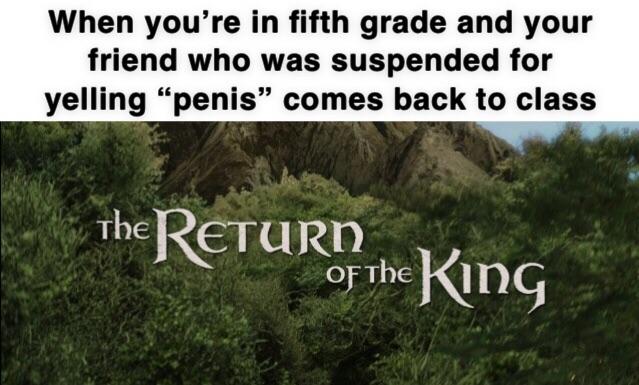 When you’re in fifth grade and your
friend who was suspended for
yelling “penis” comes back to class
The Return
of the King